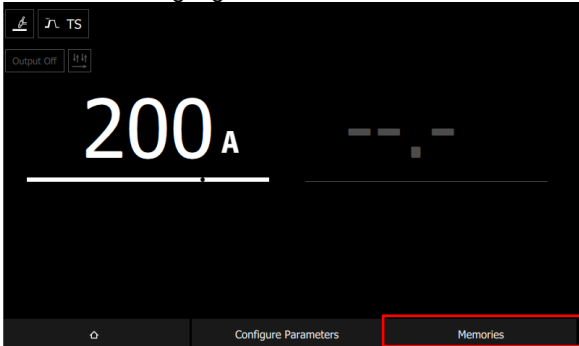 TS
Output Off
200 A
--.-
Configure Parameters
Memories